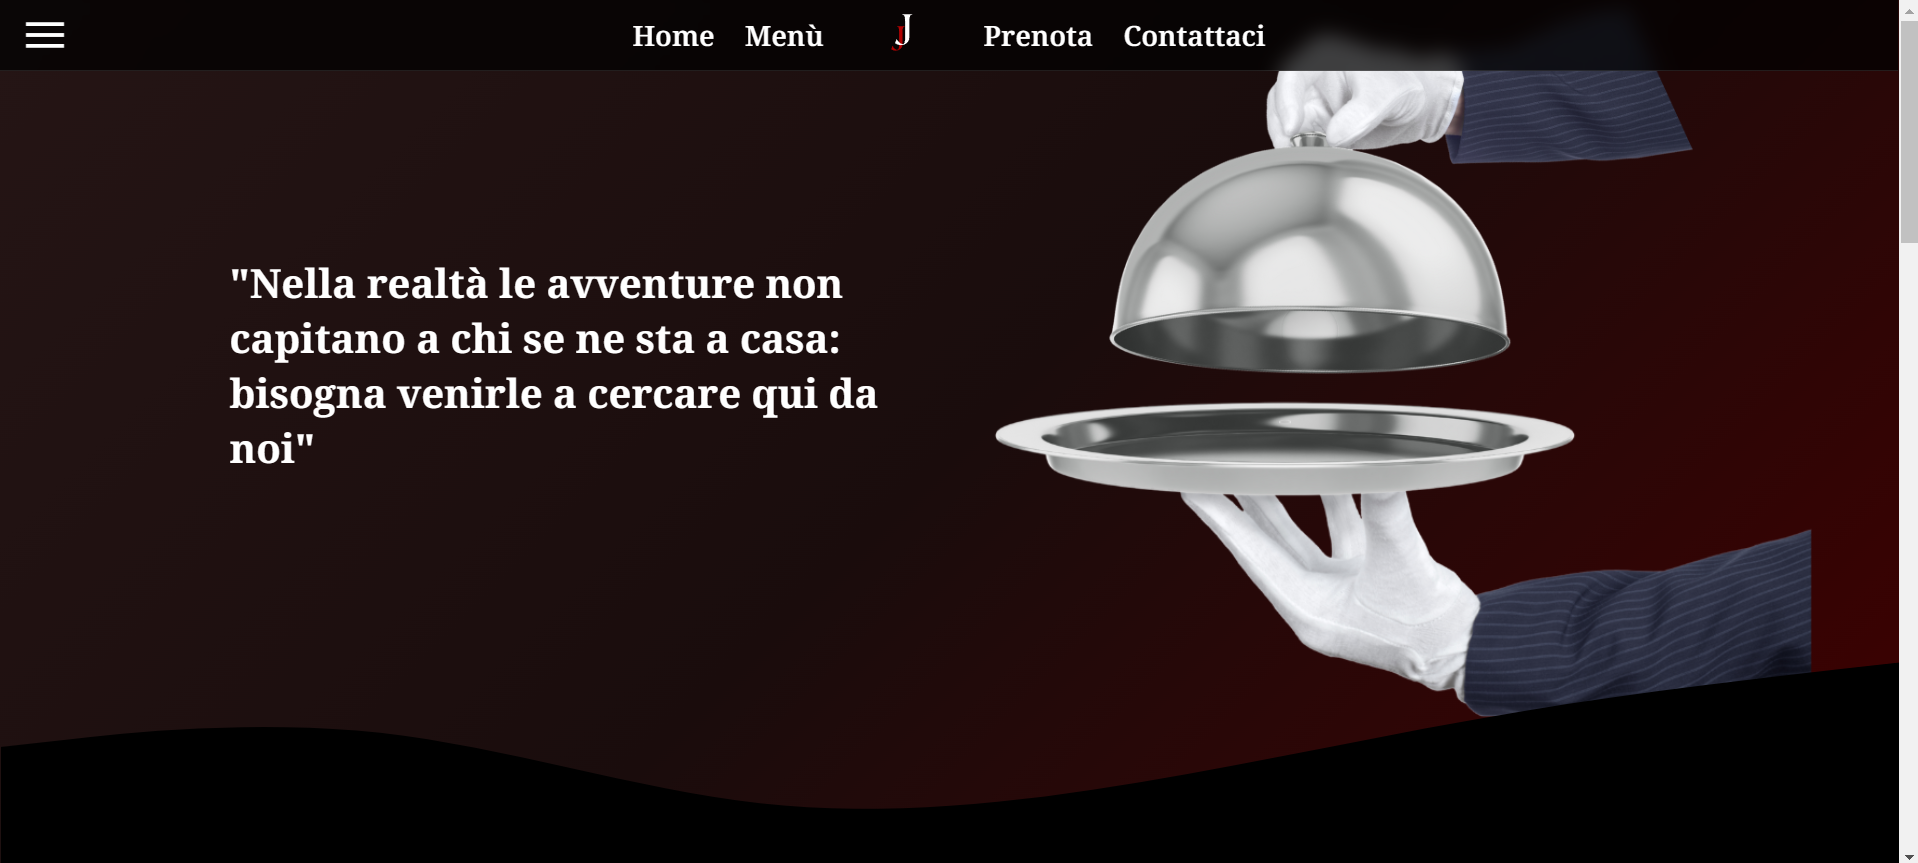 Home Menù JJ Prenota Contattaci
"Nella realtà le avventure non
capitano a chi se ne sta a casa:
bisogna venirle a cercare qui da
noi"